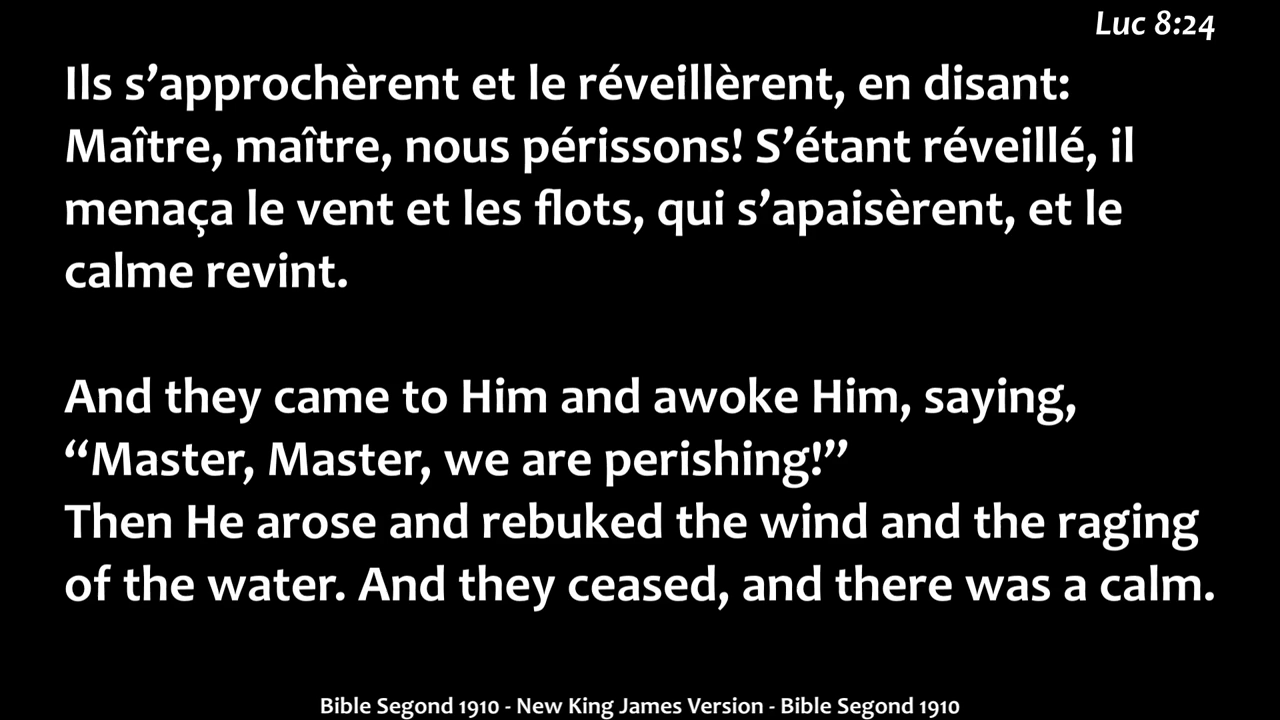 Luc 8:24
Ils s’approchèrent et le réveillèrent, en disant:
Maître, maître, nous périssons! S’étant réveillé, il
menaça le vent et les flots, qui s’apaisèrent, et le
calme revint.
And they came to Him and awoke Him, saying,
“Master, Master, we are perishing!”
Then He arose and rebuked the wind and the raging
of the water. And they ceased, and there was a calm.
Bible Segond 1910 - New King James Version - Bible Segond 1910